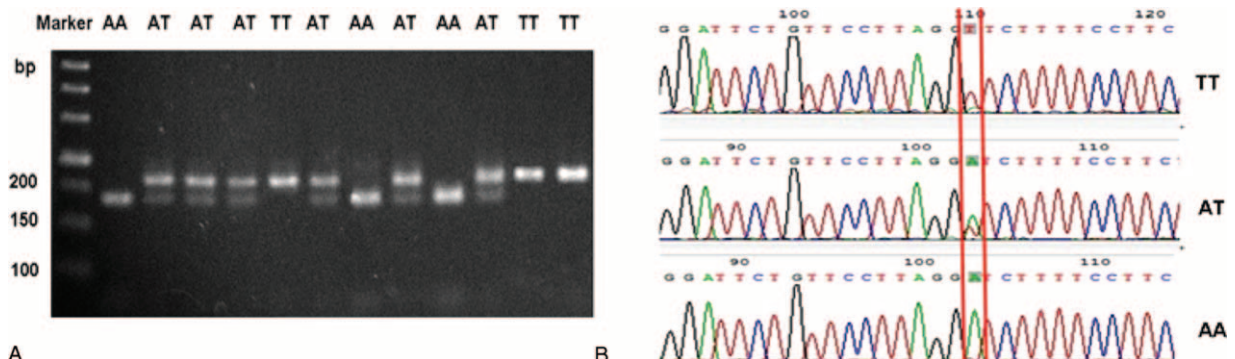 Marker AA AT AT AT TT AT AA AT AA AT TT TT
bp
200
150
100
A
100 110 120
G G A T T C T G T T C C T T A G G T T C T T T T C C T T C
TT
90 100 110
G G A T T C T G T T C C T T A G G A T C T T T T C C T T C
AT
90 100 110
G G A T T C T G T T C C T T A G G A T C T T T T C C T T C
AA
B